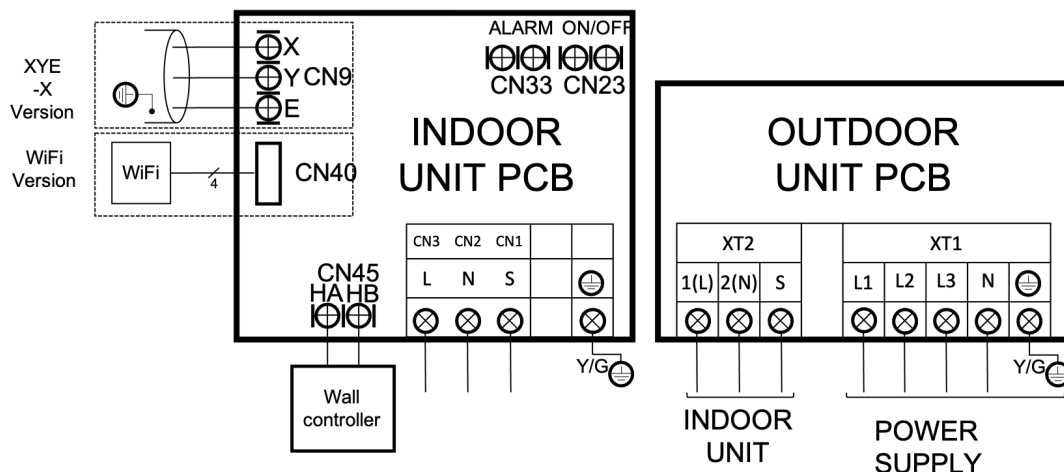 ALARM ON/OFF
CN33 CN23
XYE
-X
Version
X
Y CN9
E
WiFi
Version
WiFi
4
CN40
INDOOR
UNIT PCB
CN45
HA HB
CN3 CN2 CN1
L N S
Y/G
Wall
controller
OUTDOOR
UNIT PCB
XT2 XT1
1(L) 2(N) S L1 L2 L3 N
Y/G
INDOOR
UNIT
POWER
SUPPLY